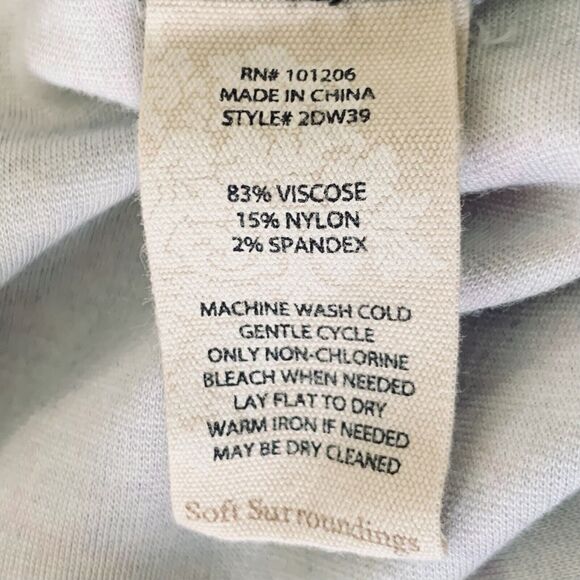 RN# 101206
MADE IN CHINA
STYLE# 2DW39
83% VISCOSE
15% NYLON
2% SPANDEX
MACHINE WASH COLD
GENTLE CYCLE
ONLY NON-CHLORINE
BLEACH WHEN NEEDED
LAY FLAT TO DRY
WARM IRON IF NEEDED
MAY BE DRY CLEANED
Soft Surroundings